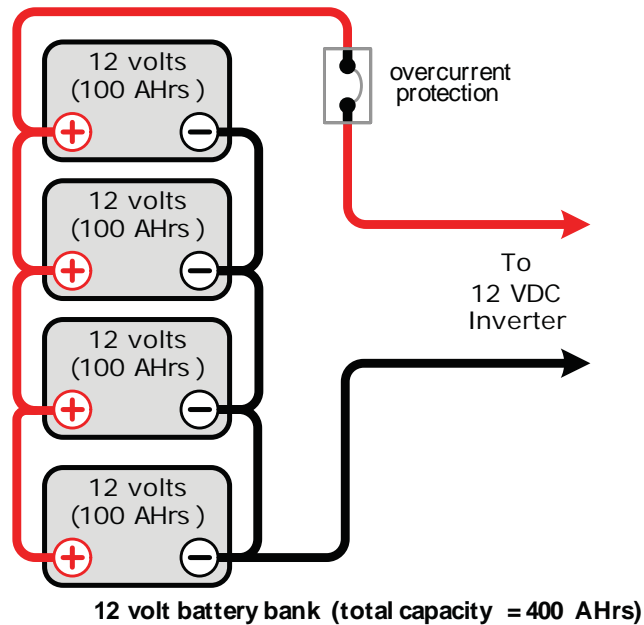 12 volts
(100 AHrs)
+ −
overcurrent
protection
12 volts
(100 AHrs)
+ −
To
12 VDC
Inverter
12 volts
(100 AHrs)
+ −
12 volts
(100 AHrs)
+ −
12 volt battery bank (total capacity = 400 AHrs)